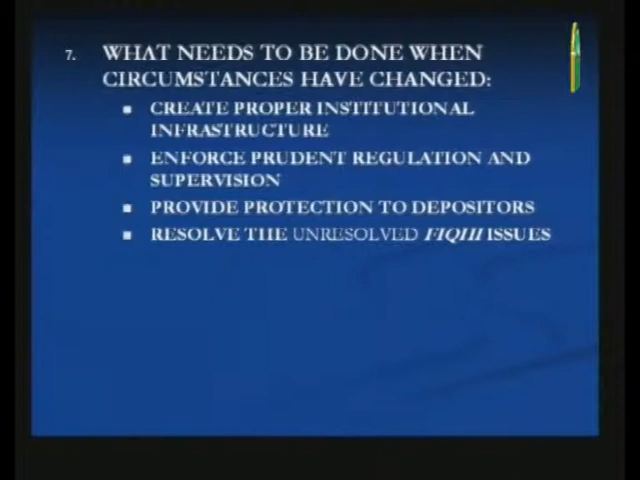 7. WHAT NEEDS TO BE DONE WHEN
CIRCUMSTANCES HAVE CHANGED:
▪ CREATE PROPER INSTITUTIONAL
INFRASTRUCTURE
▪ ENFORCE PRUDENT REGULATION AND
SUPERVISION
▪ PROVIDE PROTECTION TO DEPOSITORS
▪ RESOLVE THE UNRESOLVED FIQHI ISSUES